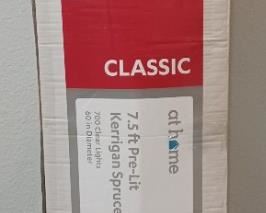 CLASSIC
at home
7.5 ft Pre-Lit
Kerrigan Spruce
700 Clear Lights
60 in Diameter